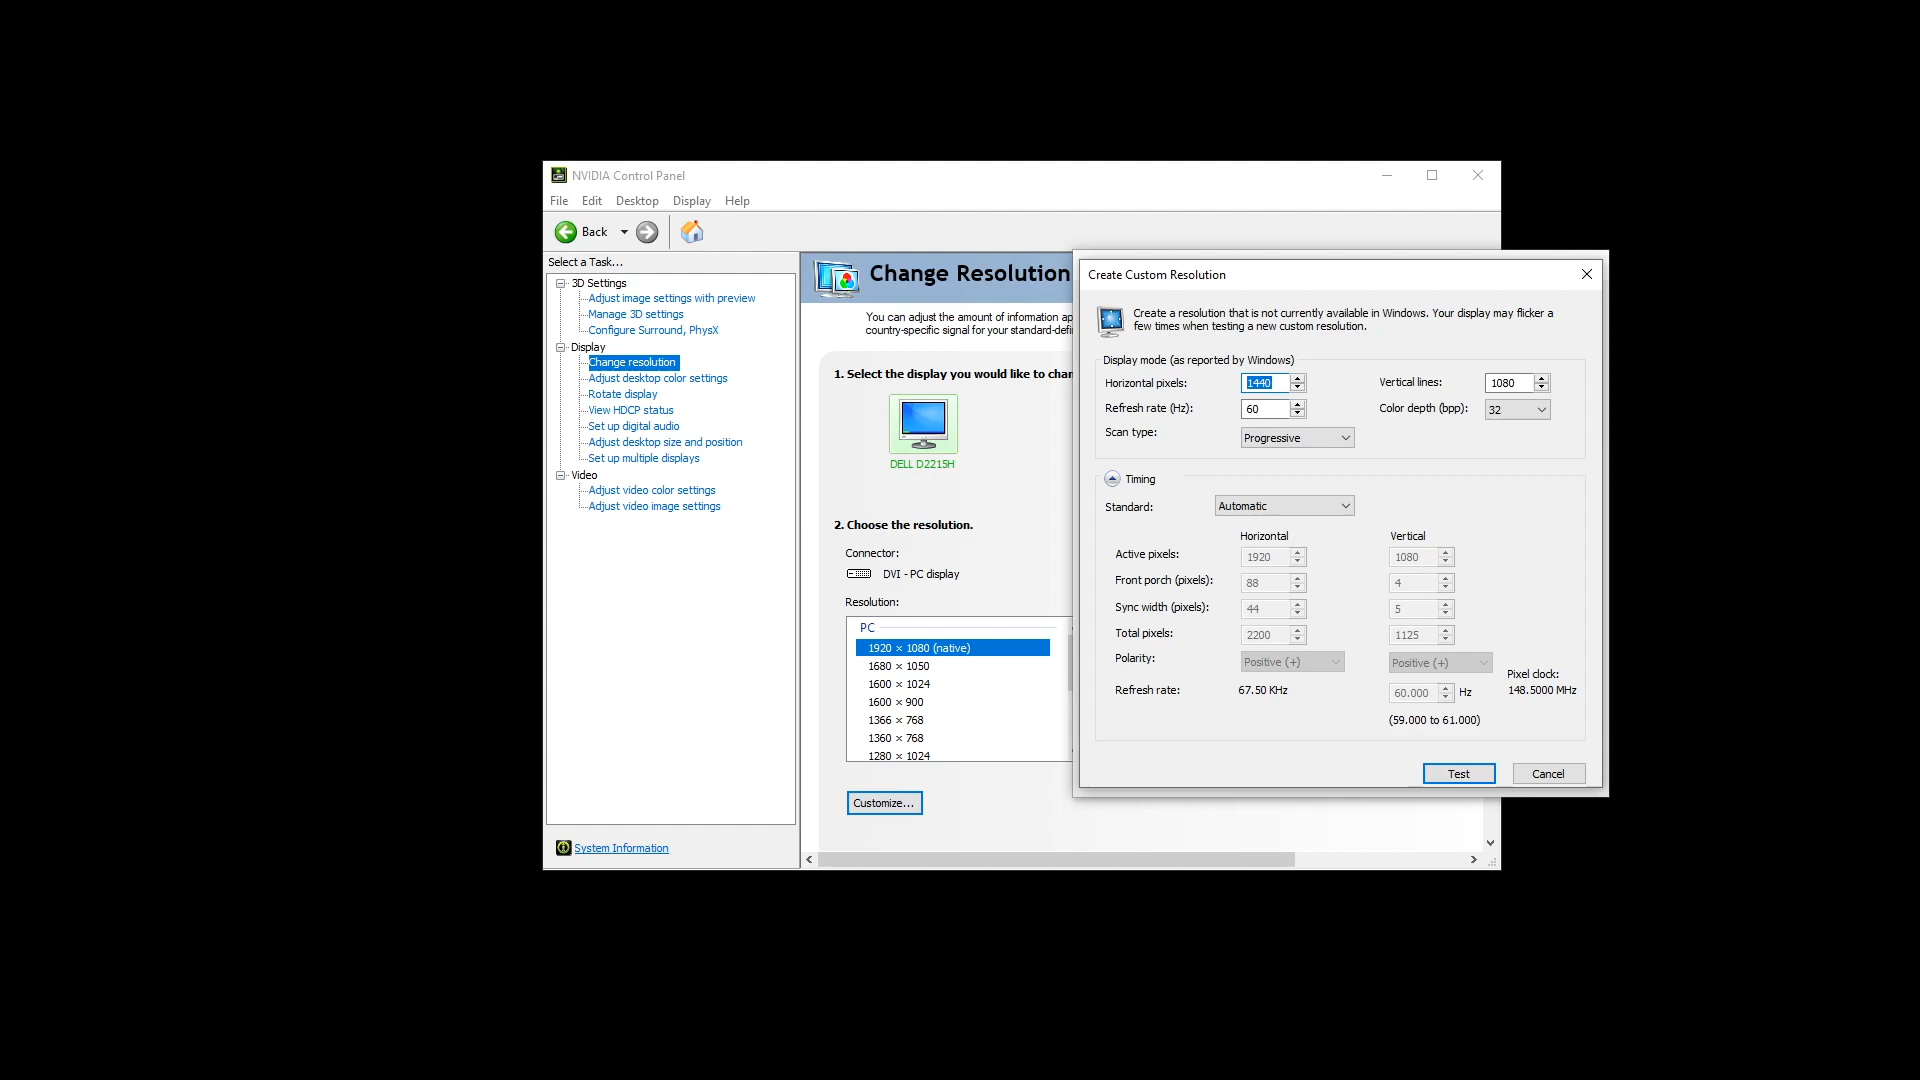 NVIDIA Control Panel
File Edit Desktop Display Help
Back
Select a Task...
3D Settings
Adjust image settings with preview
Manage 3D settings
Configure Surround, PhysX
Display
Change resolution
Adjust desktop color settings
Rotate display
View HDCP status
Set up digital audio
Adjust desktop size and position
Set up multiple displays
Video
Adjust video color settings
Adjust video image settings
System Information
Change Resolution
You can adjust the amount of information
country-specific signal for your
1. Select the display you would like to
DELL D2215H
2. Choose the resolution.
Connector:
DVI - PC display
Resolution:
PC
1920 × 1080 (native)
1680 × 1050
1600 × 1024
1600 × 900
1366 × 768
1360 × 768
1280 × 1024
Customize...
Create Custom Resolution
Create a resolution that is not currently available in Windows. Your display may flicker a
few times when testing a new custom resolution.
Display mode (as reported by Windows)
Horizontal pixels: 1440 Vertical lines: 1080
Refresh rate (Hz): 60 Color depth (bpp): 32
Scan type: Progressive
Timing
Standard: Automatic
Horizontal Vertical
Active pixels: 1920 1080
Front porch (pixels): 88 4
Sync width (pixels): 44 5
Total pixels: 2200 1125
Polarity: Positive (+) Positive (+)
Pixel clock:
Refresh rate: 67.50 KHz 60.000 Hz 148.5000 MHz
(59.000 to 61.000)
Test Cancel